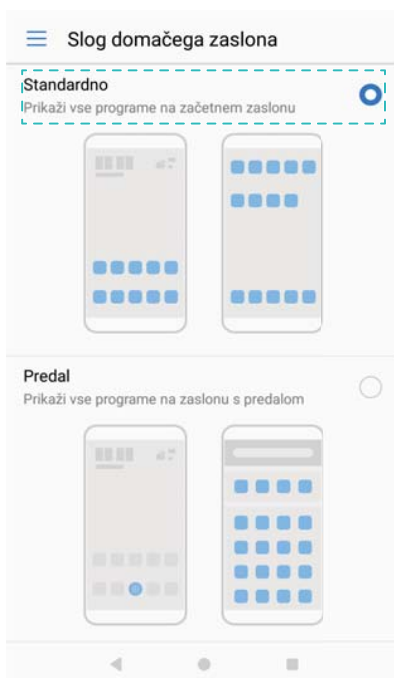 Slog domačega zaslona
Standardno
Prikaži vse programe na začetnem zaslonu
Predal
Prikaži vse programe na zaslonu s predalom